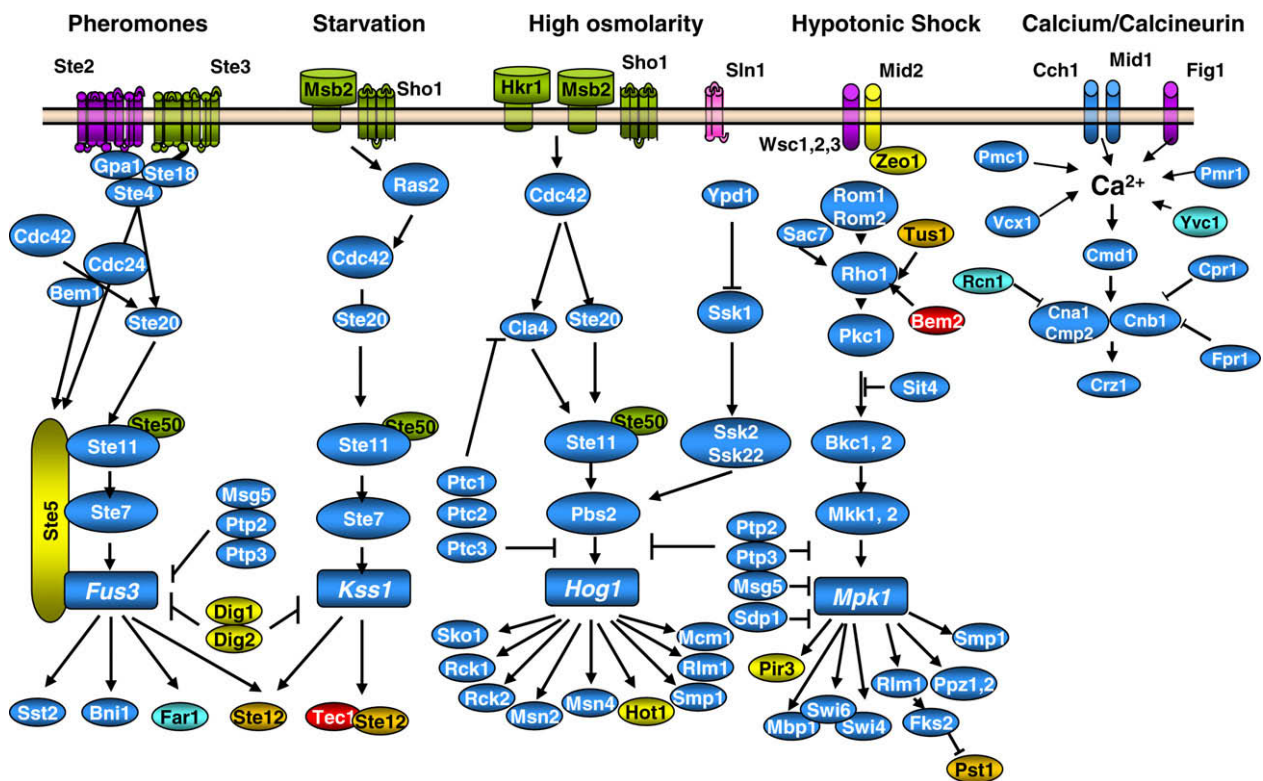 Pheromones
Starvation
High osmolarity
Hypotonic Shock
Calcium/Calcineurin
Ste2
Ste3
Gpa1
Ste18
Ste4
Cdc42
Cdc24
Bem1
Ste20
Ste5
Ste50
Ste11
Ste7
Fus3
Msg5
Ptp2
Ptp3
Dig1
Dig2
Sst2
Bni1
Far1
Ste12
Msb2
Sho1
Ras2
Cdc42
Ste20
Ste50
Ste11
Ste7
Kss1
Tec1
Ste12
Hkr1
Msb2
Sho1
Sln1
Cdc42
Ypd1
Cla4
Ste20
Ssk1
Ste50
Ste11
Ssk2
Ssk22
Ptc1
Ptc2
Ptc3
Pbs2
Hog1
Sko1
Rck1
Rck2
Msn2
Msn4
Hot1
Smp1
Rlm1
Mcm1
Mid2
Wsc1,2,3
Zeo1
Rom1
Rom2
Sac7
Tus1
Rho1
Bem2
Pkc1
Sit4
Bkc1, 2
Mkk1, 2
Ptp2
Ptp3
Msg5
Sdp1
Mpk1
Pir3
Mbp1
Swi6
Swi4
Rlm1
Fks2
Pst1
Ppz1,2
Smp1
Cch1
Mid1
Fig1
Pmc1
Pmr1
Ca2+
Vcx1
Yvc1
Cmd1
Rcn1
Cpr1
Cna1
Cmp2
Cnb1
Fpr1
Crz1